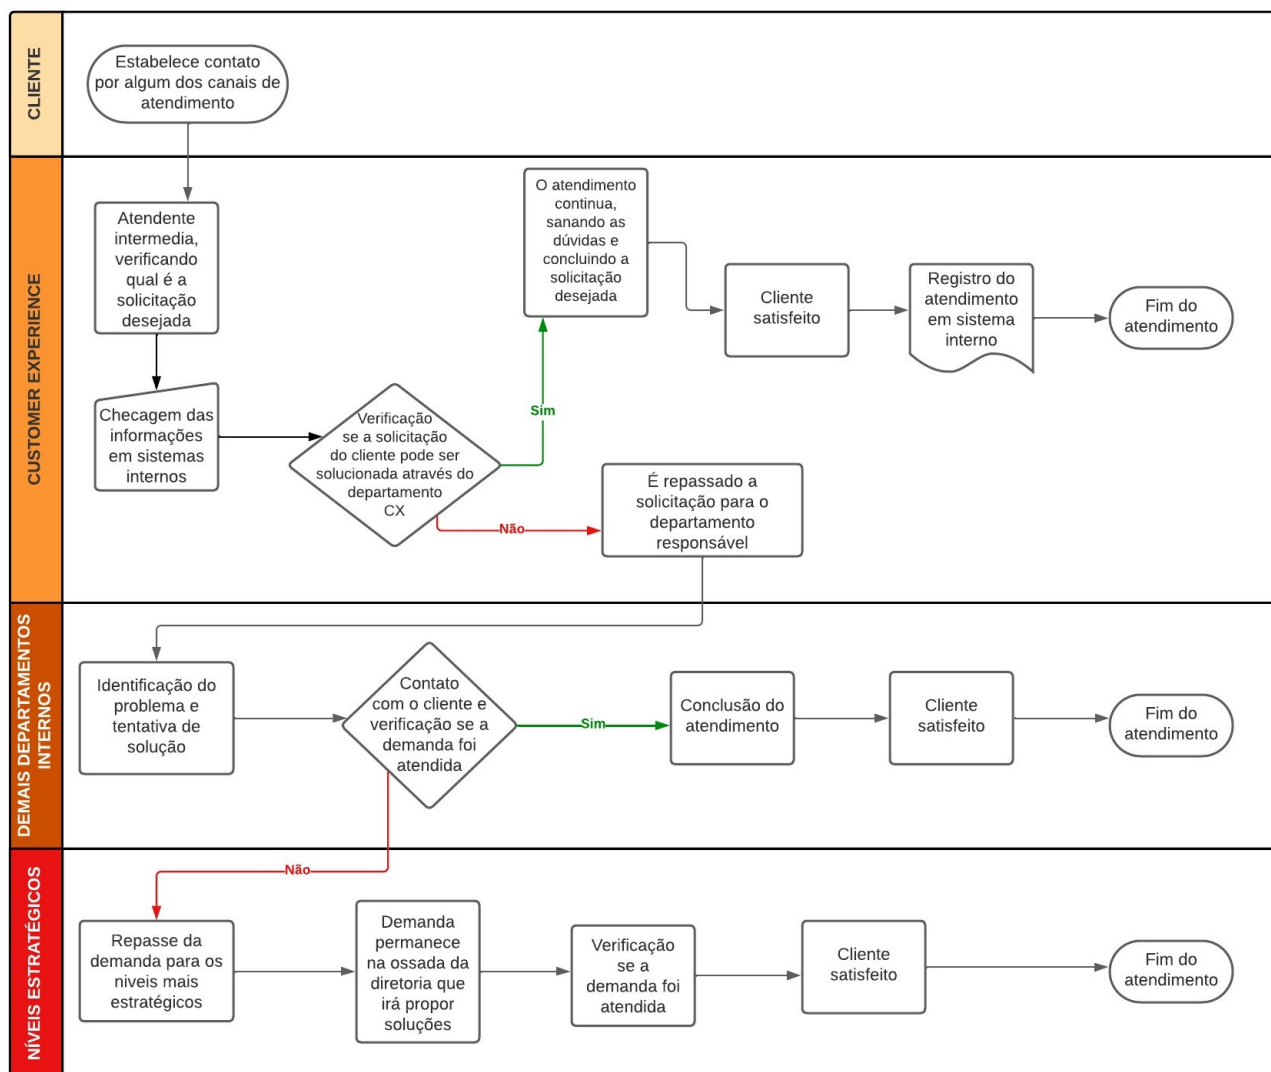 CLIENTE
Estabelece contato
por algum dos canais de
atendimento
CUSTOMER EXPERIENCE
Atendente
intermedia,
verificando
qual é a
solicitação
desejada
Checagem das
informações
em sistemas
internos
Verificação
se a solicitação
do cliente pode ser
solucionada através do
departamento
CX
Sim
O atendimento
continua,
sanando as
dúvidas e
concluindo a
solicitação
desejada
Cliente
satisfeito
Registro do
atendimento
em sistema
interno
Fim do
atendimento
Não
É repassado a
solicitação para o
departamento
responsável
DEMAIS DEPARTAMENTOS
INTERNOS
Identificação do
problema e
tentativa de
solução
Contato
com o cliente e
verificação se a
demanda foi
atendida
Sim
Conclusão do
atendimento
Cliente
satisfeito
Fim do
atendimento
Não
NÍVEIS ESTRATÉGICOS
Repasse da
demanda para os
niveis mais
estratégicos
Demanda
permanece
na ossada da
diretoria que
irá propor
soluções
Verificação
se a
demanda foi
atendida
Cliente
satisfeito
Fim do
atendimento